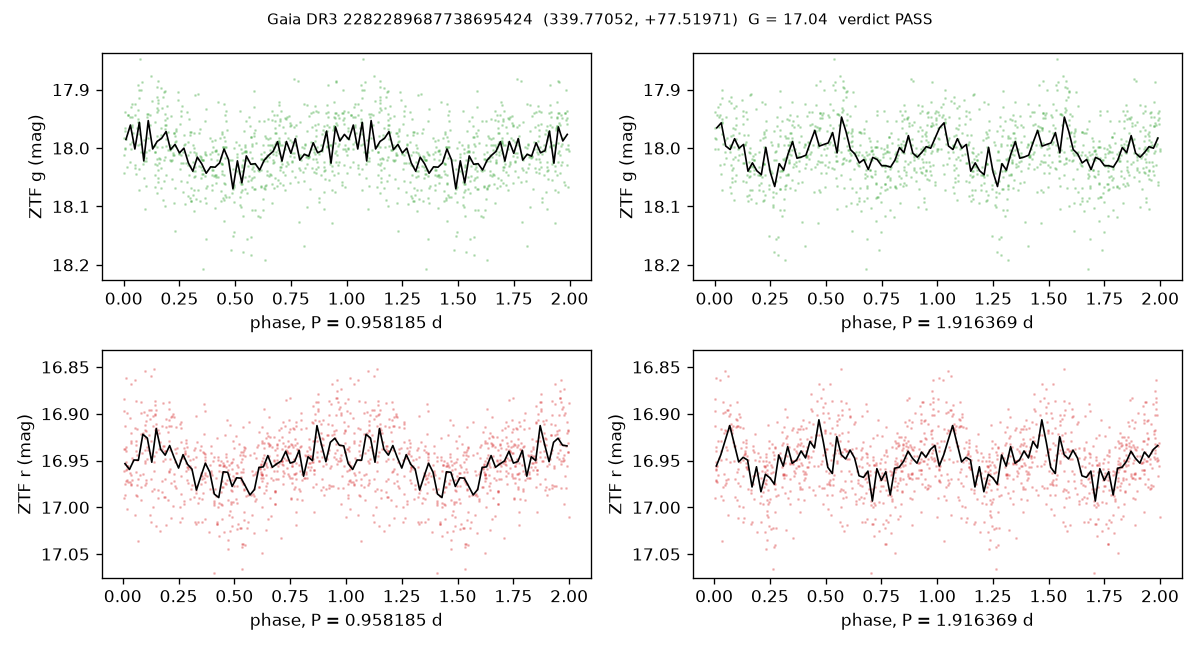 Gaia DR3 2282289687738695424 (339.77052, +77.51971) G = 17.04 verdict PASS
ZTF g (mag)
17.9
18.0
18.1
18.2
0.00 0.25 0.50 0.75 1.00 1.25 1.50 1.75 2.00
phase, P = 0.958185 d
ZTF g (mag)
17.9
18.0
18.1
18.2
0.00 0.25 0.50 0.75 1.00 1.25 1.50 1.75 2.00
phase, P = 1.916369 d
ZTF r (mag)
16.85
16.90
16.95
17.00
17.05
0.00 0.25 0.50 0.75 1.00 1.25 1.50 1.75 2.00
phase, P = 0.958185 d
ZTF r (mag)
16.85
16.90
16.95
17.00
17.05
0.00 0.25 0.50 0.75 1.00 1.25 1.50 1.75 2.00
phase, P = 1.916369 d